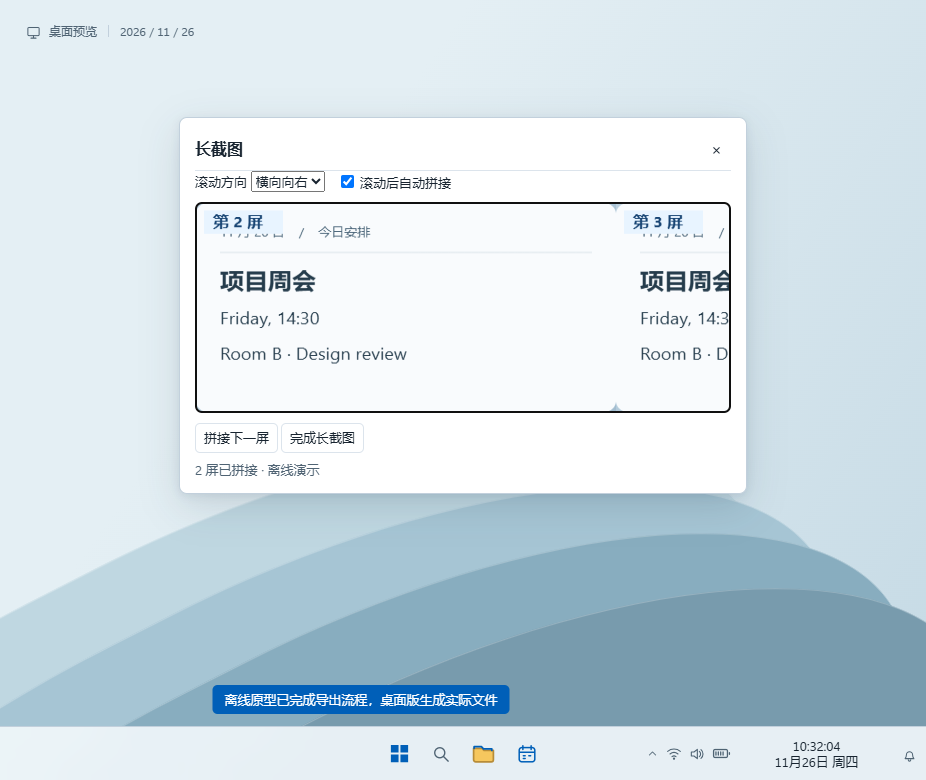 桌面预览 2026 / 11 / 26
长截图 ×
滚动方向 横向向右 滚动后自动拼接
第 2 屏 第 3 屏
/ 今日安排 /
项目周会 项目周会
Friday, 14:30 Friday, 14:3
Room B · Design review Room B · D
拼接下一屏 完成长截图
2 屏已拼接 · 离线演示
离线原型已完成导出流程，桌面版生成实际文件
10:32:04
11月26日 周四